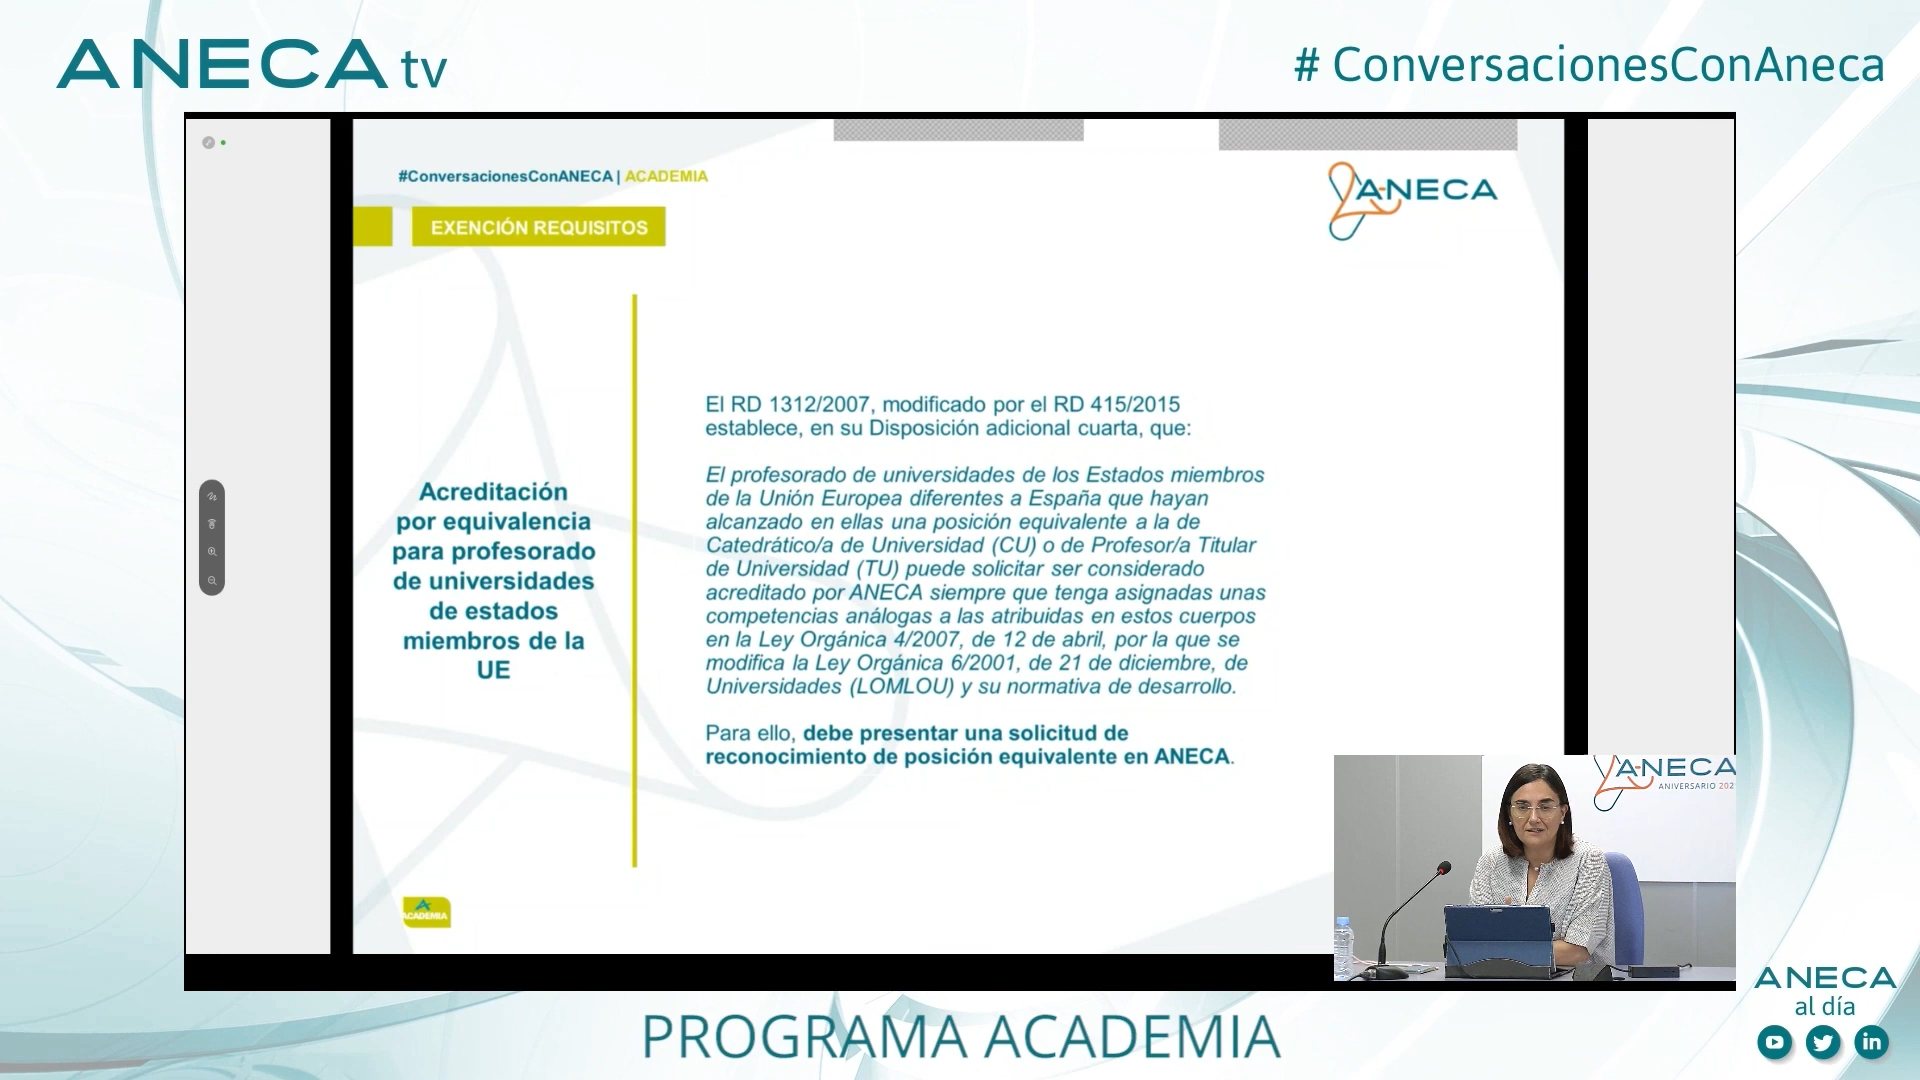 ANECA tv
# ConversacionesConAneca
#ConversacionesConANECA | ACADEMIA
ANECA
EXENCIÓN REQUISITOS
Acreditación
por equivalencia
para profesorado
de universidades
de estados
miembros de la
UE
El RD 1312/2007, modificado por el RD 415/2015
establece, en su Disposición adicional cuarta, que:
El profesorado de universidades de los Estados miembros
de la Unión Europea diferentes a España que hayan
alcanzado en ellas una posición equivalente a la de
Catedrático/a de Universidad (CU) o de Profesor/a Titular
de Universidad (TU) puede solicitar ser considerado
acreditado por ANECA siempre que tenga asignadas unas
competencias análogas a las atribuidas en estos cuerpos
en la Ley Orgánica 4/2007, de 12 de abril, por la que se
modifica la Ley Orgánica 6/2001, de 21 de diciembre, de
Universidades (LOMLOU) y su normativa de desarrollo.
Para ello, debe presentar una solicitud de
reconocimiento de posición equivalente en ANECA.
ACADEMIA
ANECA
ANIVERSARIO 202
ANECA
al día
in
PROGRAMA ACADEMIA